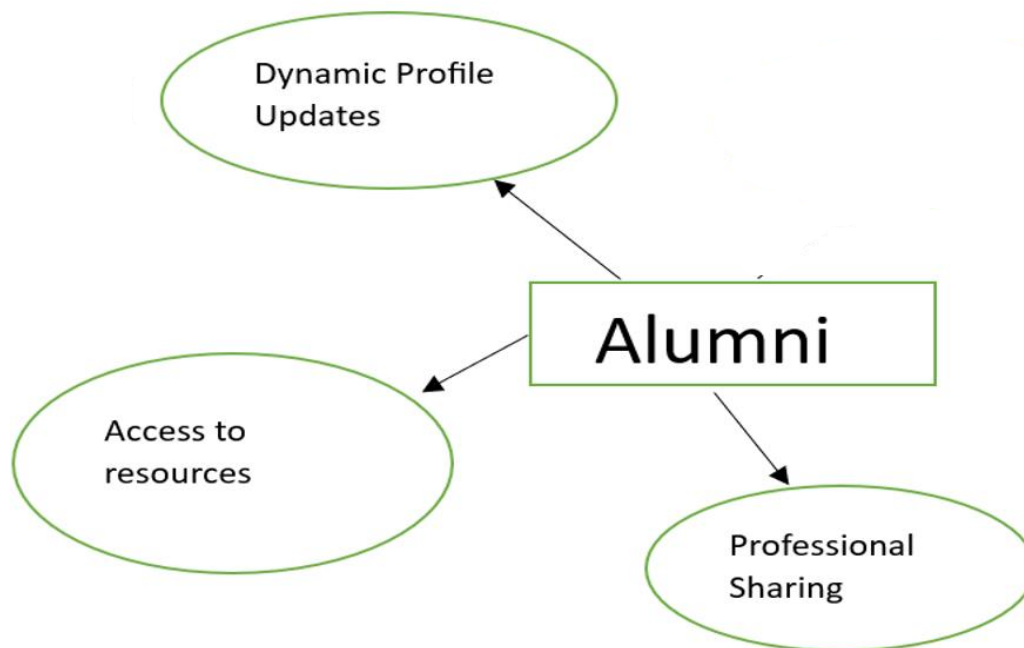 Dynamic Profile
Updates
Alumni
Access to
resources
Professional
Sharing